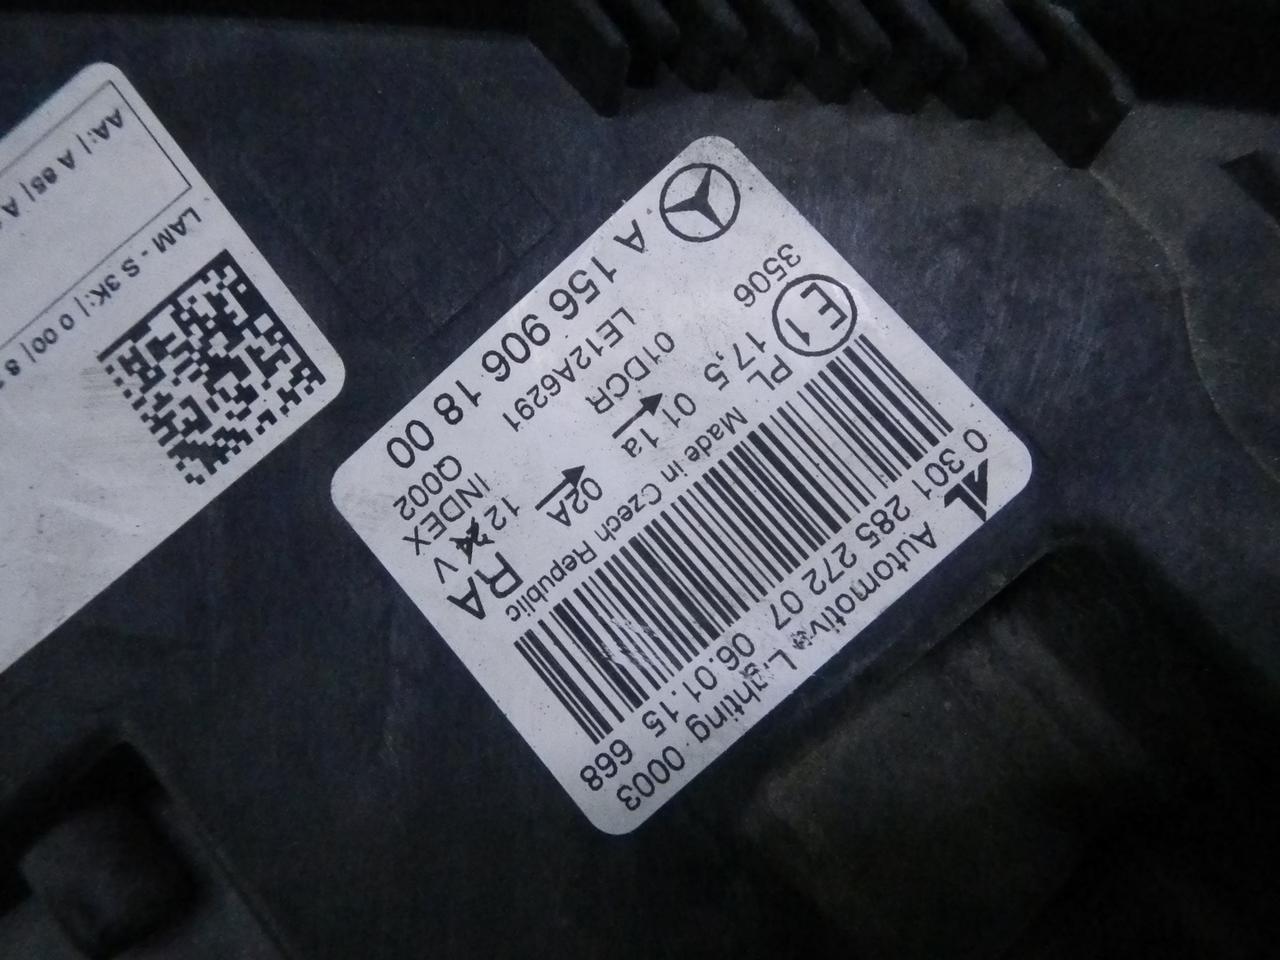 A 156 906 18 00
LE12A6291
Q002
3506
01DCR
INDEX
E1
17,5
01 1a
02A
12 V
PL
RA
Made in Czech Republic
0 301 285 272 07 06.01.15 668
AL Automotive Lighting 0003
AA:| A 85| A
LAM - S 3K:| 0 00| 8